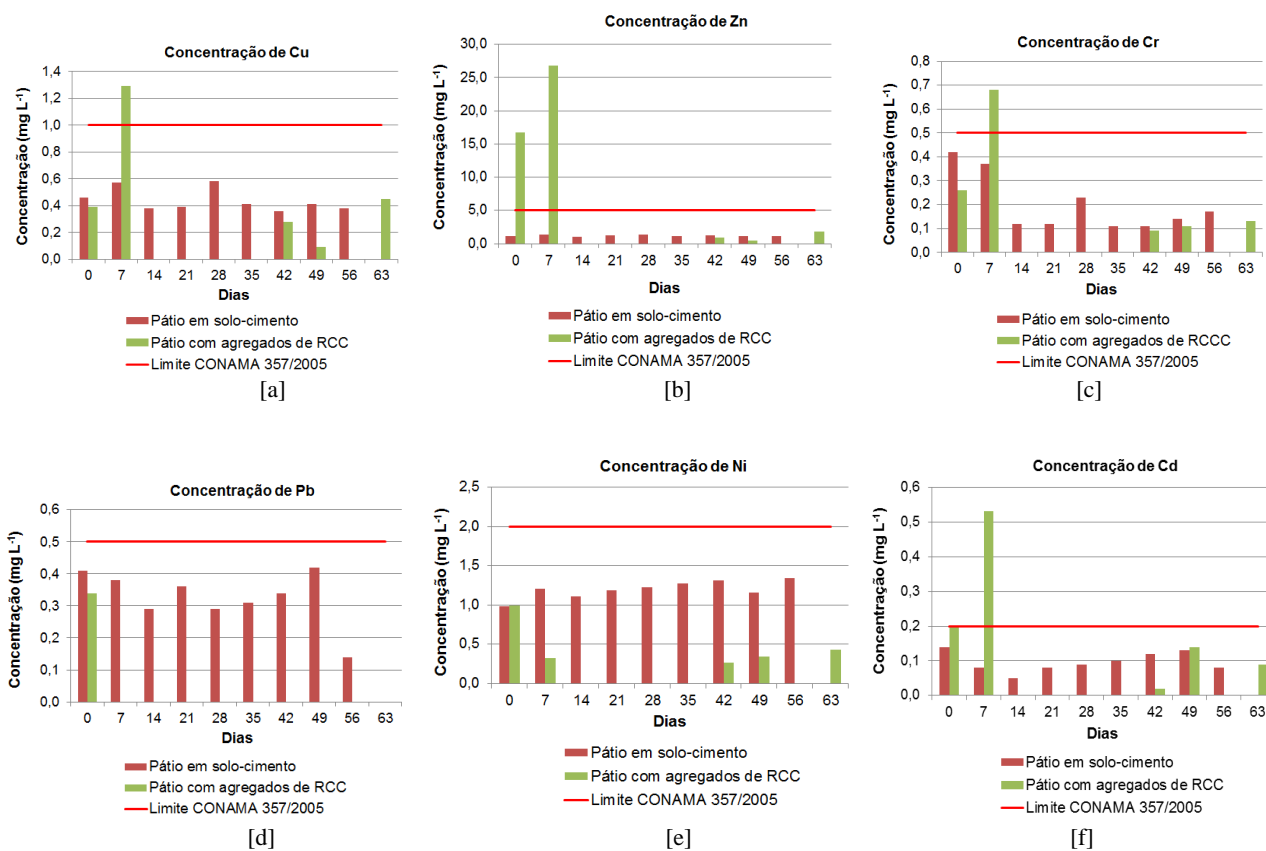 Concentração de Cu
Concentração (mg L-1)
1,4
1,2
1,0
0,8
0,6
0,4
0,2
0,0
0 7 14 21 28 35 42 49 56 63
Dias
Pátio em solo-cimento
Pátio com agregados de RCC
Limite CONAMA 357/2005
[a]
Concentração de Zn
Concentração (mg L-1)
30,0
25,0
20,0
15,0
10,0
5,0
0,0
0 7 14 21 28 35 42 49 56 63
Dias
Pátio em solo-cimento
Pátio com agregados de RCC
Limite CONAMA 357/2005
[b]
Concentração de Cr
Concentração (mg L-1)
0,8
0,7
0,6
0,5
0,4
0,3
0,2
0,1
0,0
0 7 14 21 28 35 42 49 56 63
Dias
Pátio em solo-cimento
Pátio com agregados de RCCC
Limite CONAMA 357/2005
[c]
Concentração de Pb
Concentração (mg L-1)
0,6
0,5
0,4
0,3
0,2
0,1
0,0
0 7 14 21 28 35 42 49 56 63
Dias
Pátio em solo-cimento
Pátio com agregados de RCC
Limite CONAMA 357/2005
[d]
Concentração de Ni
Concentração (mg L-1)
2,5
2,0
1,5
1,0
0,5
0,0
0 7 14 21 28 35 42 49 56 63
Dias
Pátio em solo-cimento
Pátio com agregados de RCC
Limite CONAMA 357/2005
[e]
Concentração de Cd
Concentração (mg L-1)
0,6
0,5
0,4
0,3
0,2
0,1
0,0
0 7 14 21 28 35 42 49 56 63
Dias
Pátio em solo-cimento
Pátio com agregados de RCC
Limite CONAMA 357/2005
[f]